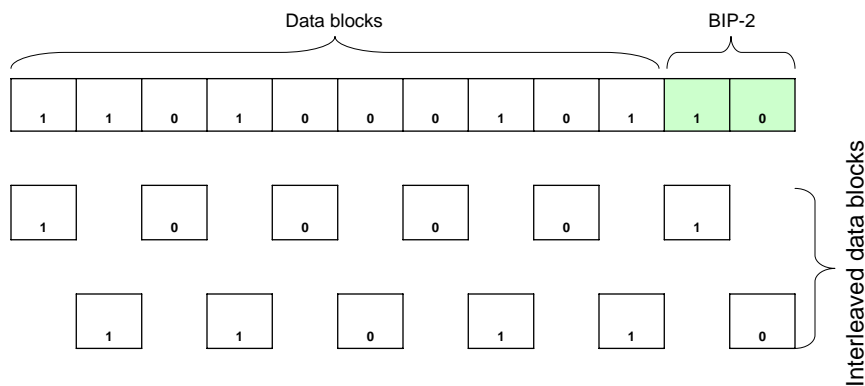 Data blocks BIP-2
1 1 0 1 0 0 0 1 0 1 1 0
1 0 0 0 0 1
1 1 0 1 1 0
Interleaved data blocks